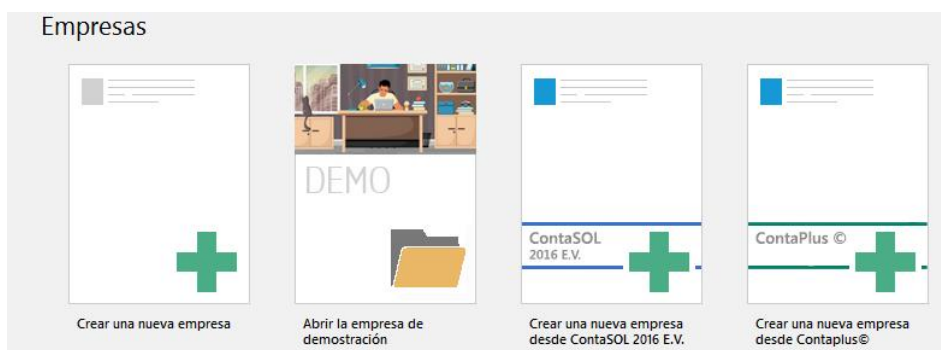 Empresas
DEMO
ContaSOL
2016 E.V.
ContaPlus ©
Crear una nueva empresa
Abrir la empresa de
demostración
Crear una nueva empresa
desde ContaSOL 2016 E.V.
Crear una nueva empresa
desde Contaplus©